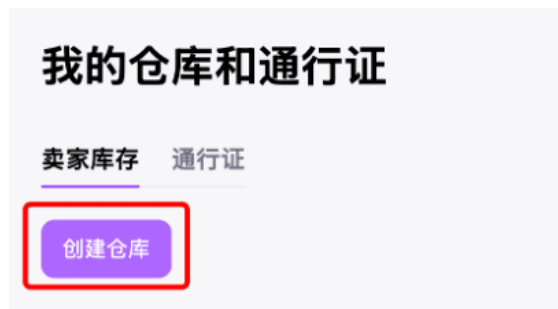 我的仓库和通行证
卖家库存 通行证
创建仓库